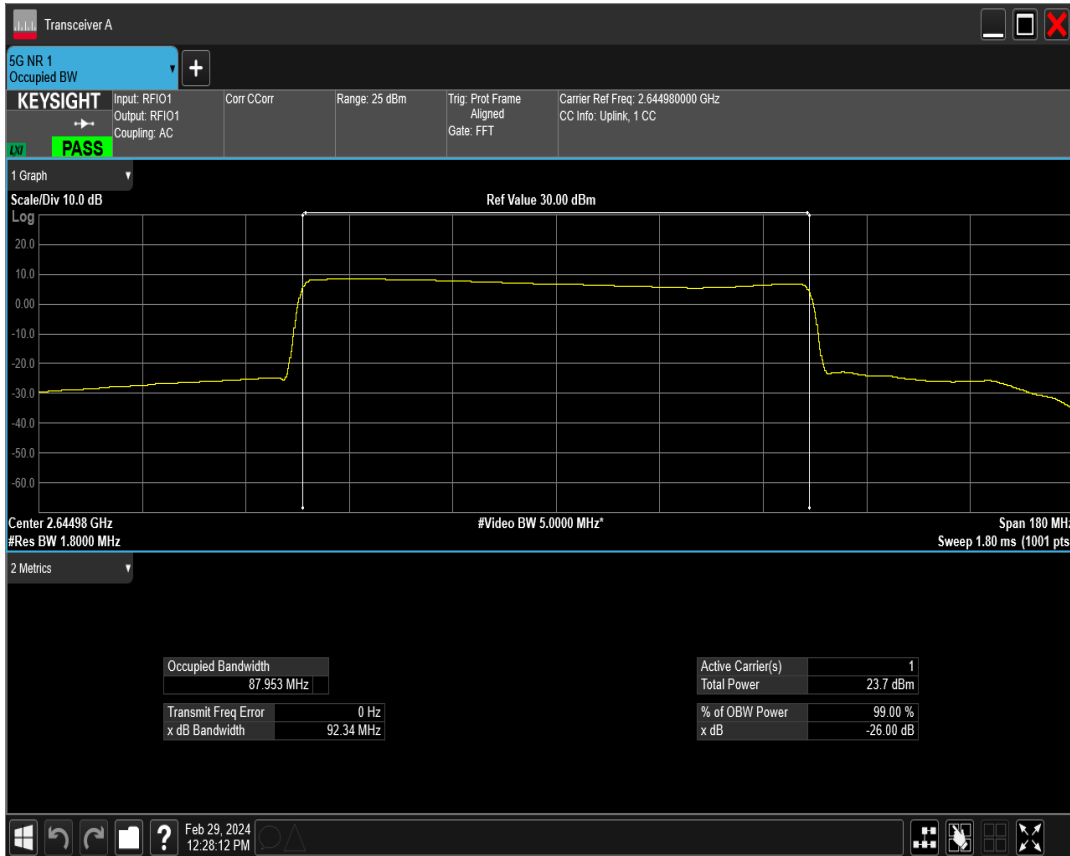 Transceiver A
5G NR 1
Occupied BW
KEYSIGHT
Input: RFIO1
Output: RFIO1
Coupling: AC
Corr CCorr
Range: 25 dBm
Trig: Prot Frame
Aligned
Gate: FFT
Carrier Ref Freq: 2.644980000 GHz
CC Info: Uplink, 1 CC
LXI
PASS
1 Graph
Scale/Div 10.0 dB
Ref Value 30.00 dBm
Log
20.0
10.0
0.00
-10.0
-20.0
-30.0
-40.0
-50.0
-60.0
Center 2.64498 GHz
#Video BW 5.0000 MHz*
Span 180 MHz
#Res BW 1.8000 MHz
Sweep 1.80 ms (1001 pts
2 Metrics
Occupied Bandwidth
87.953 MHz
Transmit Freq Error 0 Hz
x dB Bandwidth 92.34 MHz
Active Carrier(s) 1
Total Power 23.7 dBm
% of OBW Power 99.00 %
x dB -26.00 dB
?
Feb 29, 2024
12:28:12 PM